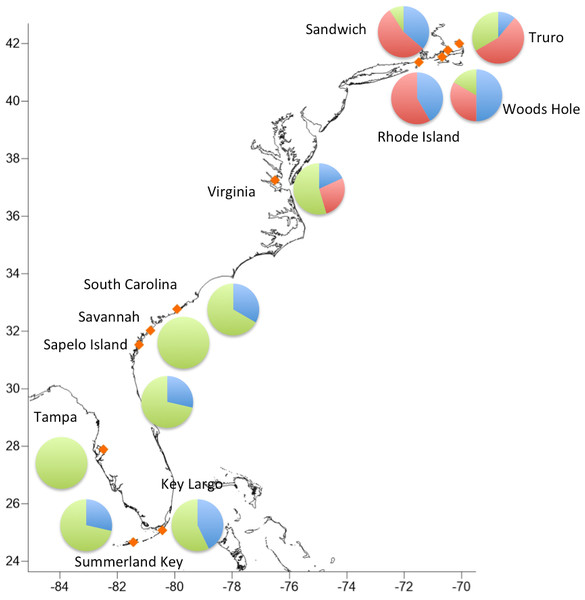 Sandwich
Truro
Woods Hole
Rhode Island
Virginia
South Carolina
Savannah
Sapelo Island
Tampa
Key Largo
Summerland Key
42
40
38
36
34
32
30
28
26
24
-84
-82
-80
-78
-76
-74
-72
-70